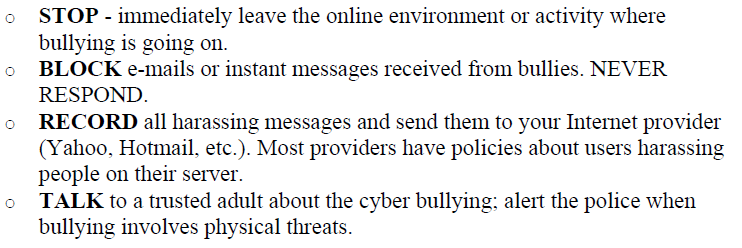 o STOP - immediately leave the online environment or activity where
bullying is going on.
o BLOCK e-mails or instant messages received from bullies. NEVER
RESPOND.
o RECORD all harassing messages and send them to your Internet provider
(Yahoo, Hotmail, etc.). Most providers have policies about users harassing
people on their server.
o TALK to a trusted adult about the cyber bullying; alert the police when
bullying involves physical threats.